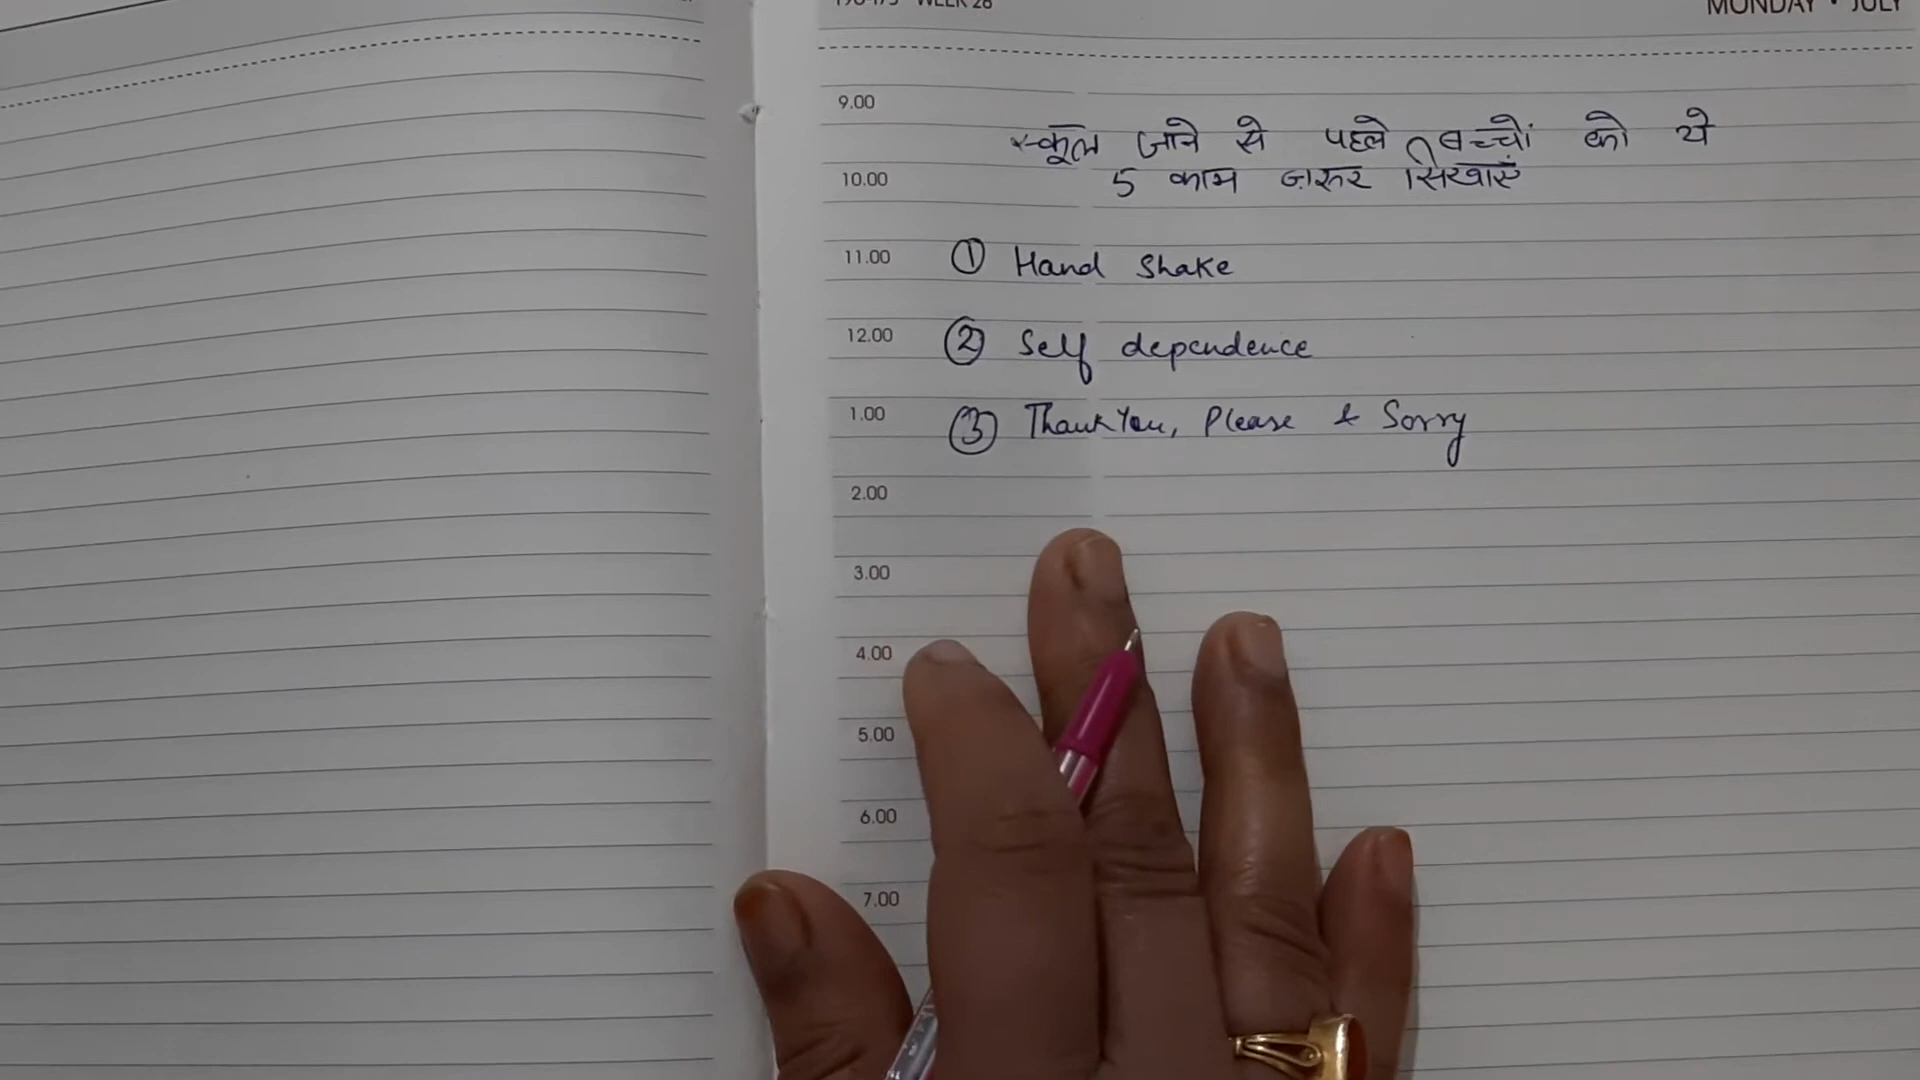 WEEK 28
MONDAY • JULY
9.00
स्कूल जाने से पहले बच्चों को ये
10.00
5 काम ज़रूर सिखाएँ
11.00
① Hand Shake
12.00
② Self dependence
1.00
③ Thank You, Please & Sorry
2.00
3.00
4.00
5.00
6.00
7.00